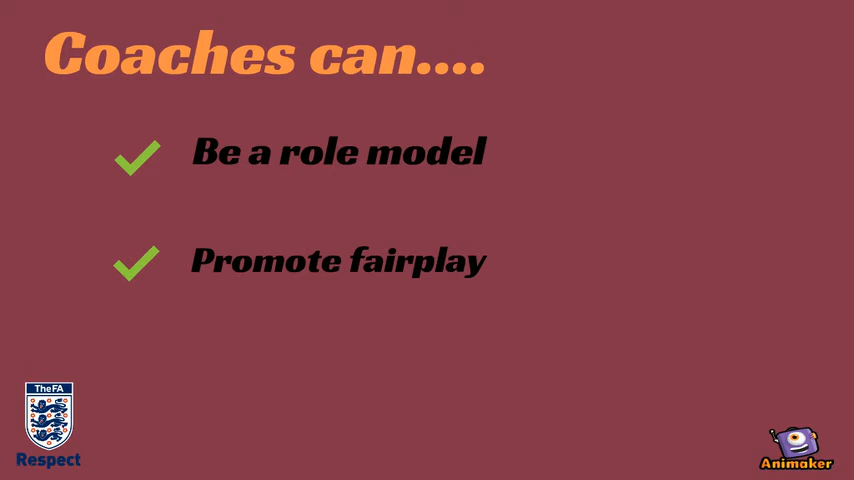 Coaches can....
Be a role model
Promote fairplay
TheFA
Respect
Animaker